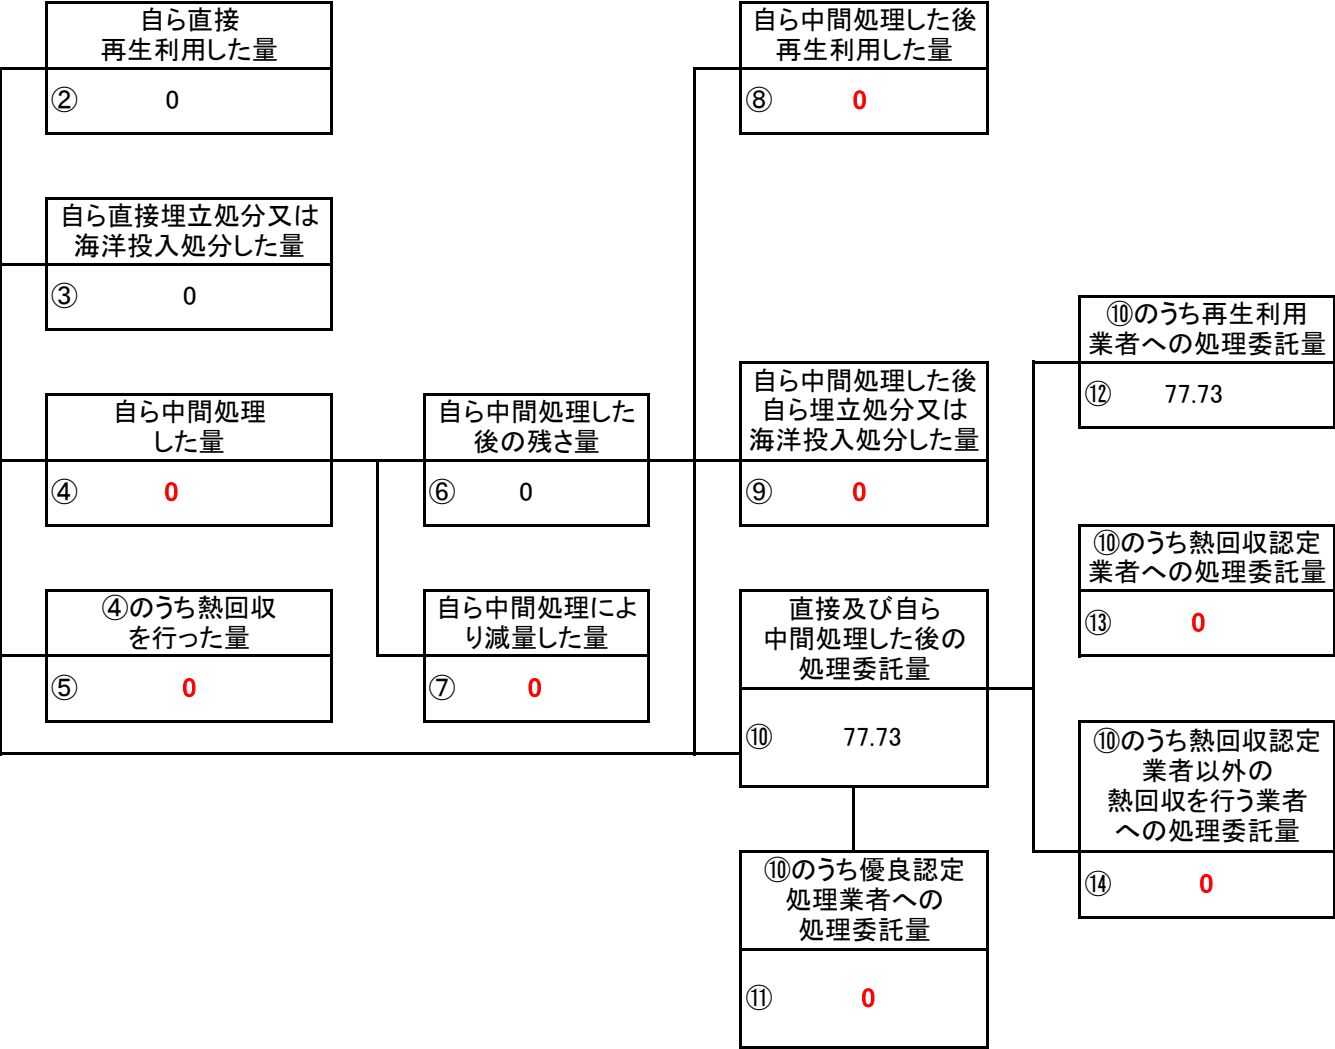 自ら直接
再生利用した量
② 0
自ら直接埋立処分又は
海洋投入処分した量
③ 0
自ら中間処理
した量
④ 0
④のうち熱回収
を行った量
⑤ 0
自ら中間処理した
後の残さ量
⑥ 0
自ら中間処理によ
り減量した量
⑦ 0
自ら中間処理した後
再生利用した量
⑧ 0
自ら中間処理した後
自ら埋立処分又は
海洋投入処分した量
⑨ 0
直接及び自ら
中間処理した後の
処理委託量
⑩ 77.73
⑩のうち優良認定
処理業者への
処理委託量
⑪ 0
⑩のうち再生利用
業者への処理委託量
⑫ 77.73
⑩のうち熱回収認定
業者への処理委託量
⑬ 0
⑩のうち熱回収認定
業者以外の
熱回収を行う業者
への処理委託量
⑭ 0